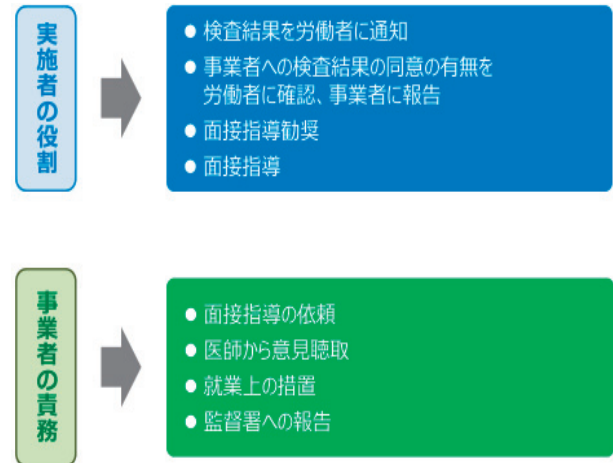 実施者の役割
● 検査結果を労働者に通知
● 事業者への検査結果の同意の有無を
労働者に確認、事業者に報告
● 面接指導勧奨
● 面接指導
事業者の責務
● 面接指導の依頼
● 医師から意見聴取
● 就業上の措置
● 監督署への報告